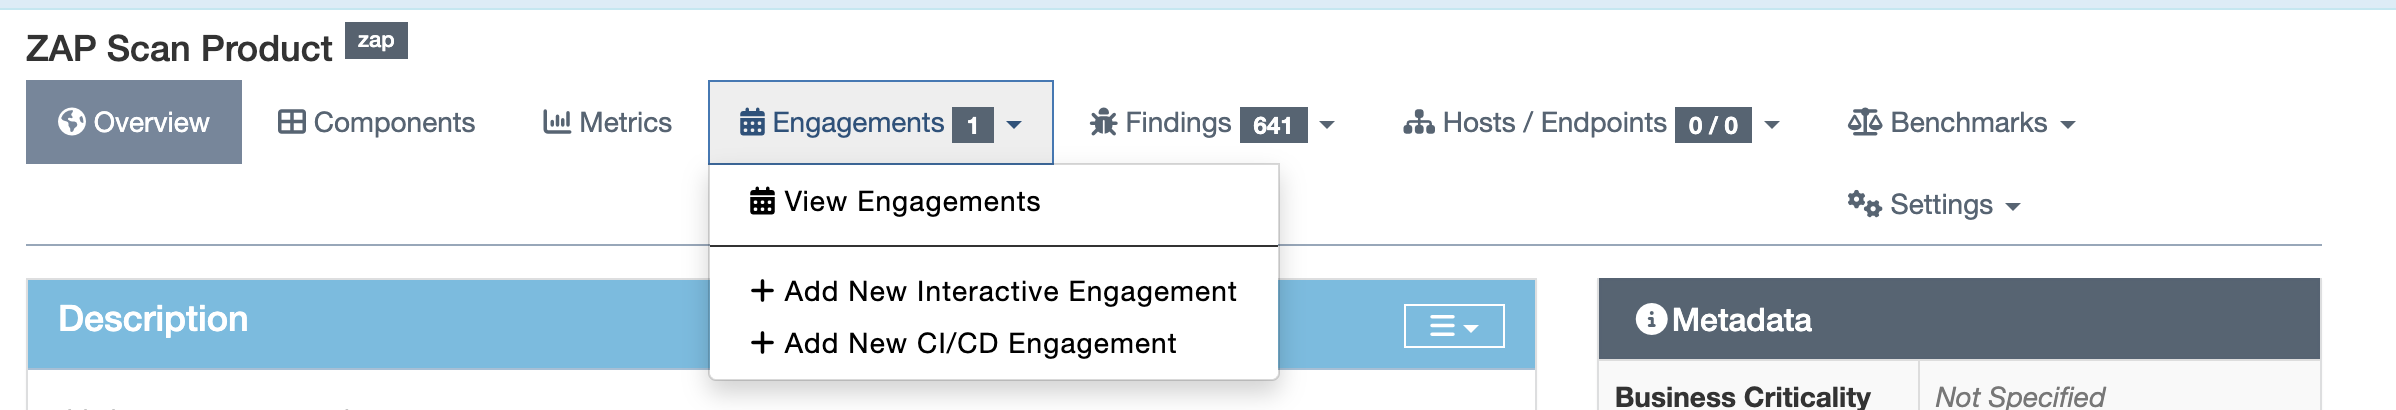 ZAP Scan Product zap
Overview Components Metrics Engagements 1 Findings 641 Hosts / Endpoints 0 / 0 Benchmarks
View Engagements Settings
Add New Interactive Engagement
Add New CI/CD Engagement
Description
Metadata
Business Criticality Not Specified